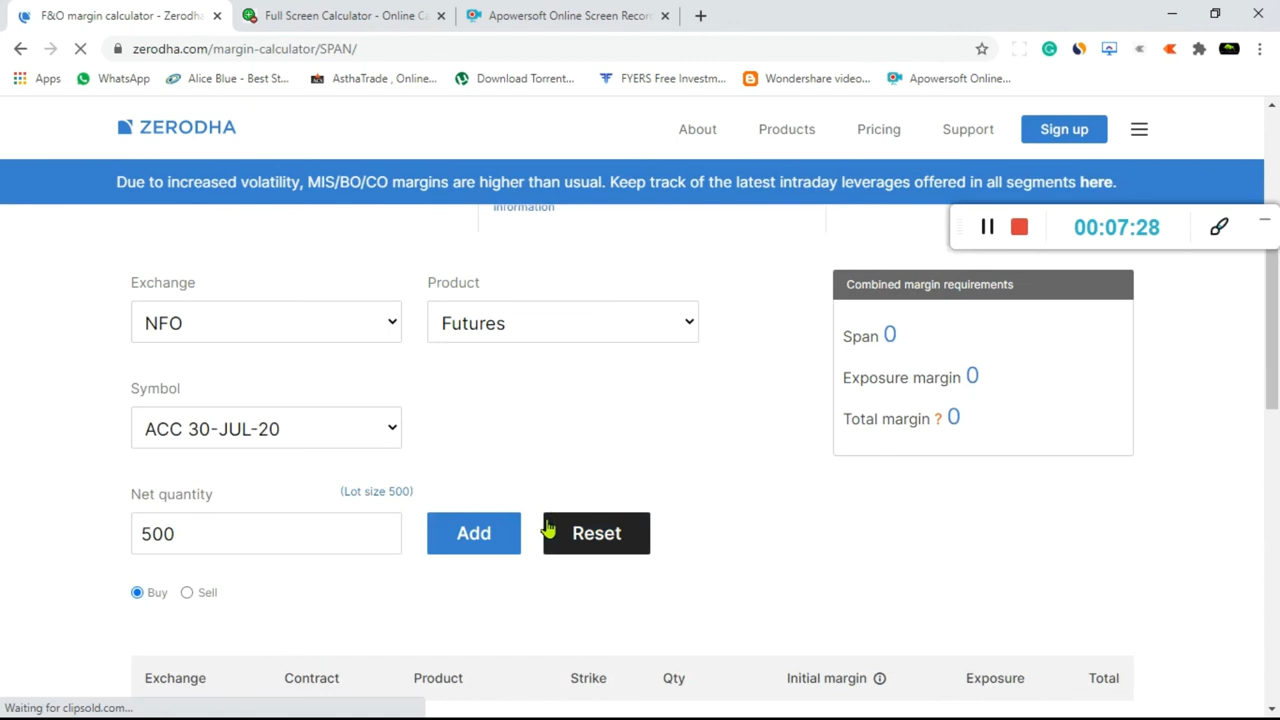 F&O margin calculator - Zerodha
Full Screen Calculator - Online Ca
Apowersoft Online Screen Recor
zerodha.com/margin-calculator/SPAN/
Apps
WhatsApp
Alice Blue - Best St...
AsthaTrade , Online...
Download Torrent...
FYERS Free Investm...
Wondershare video...
Apowersoft Online...
ZERODHA
About
Products
Pricing
Support
Sign up
Due to increased volatility, MIS/BO/CO margins are higher than usual. Keep track of the latest intraday leverages offered in all segments here.
information
00:07:28
Exchange
Product
NFO
Futures
Combined margin requirements
Span 0
Exposure margin 0
Total margin ? 0
Symbol
ACC 30-JUL-20
Net quantity
(Lot size 500)
500
Add
Reset
Buy
Sell
Exchange
Contract
Product
Strike
Qty
Initial margin
Exposure
Total
Waiting for clipsold.com...